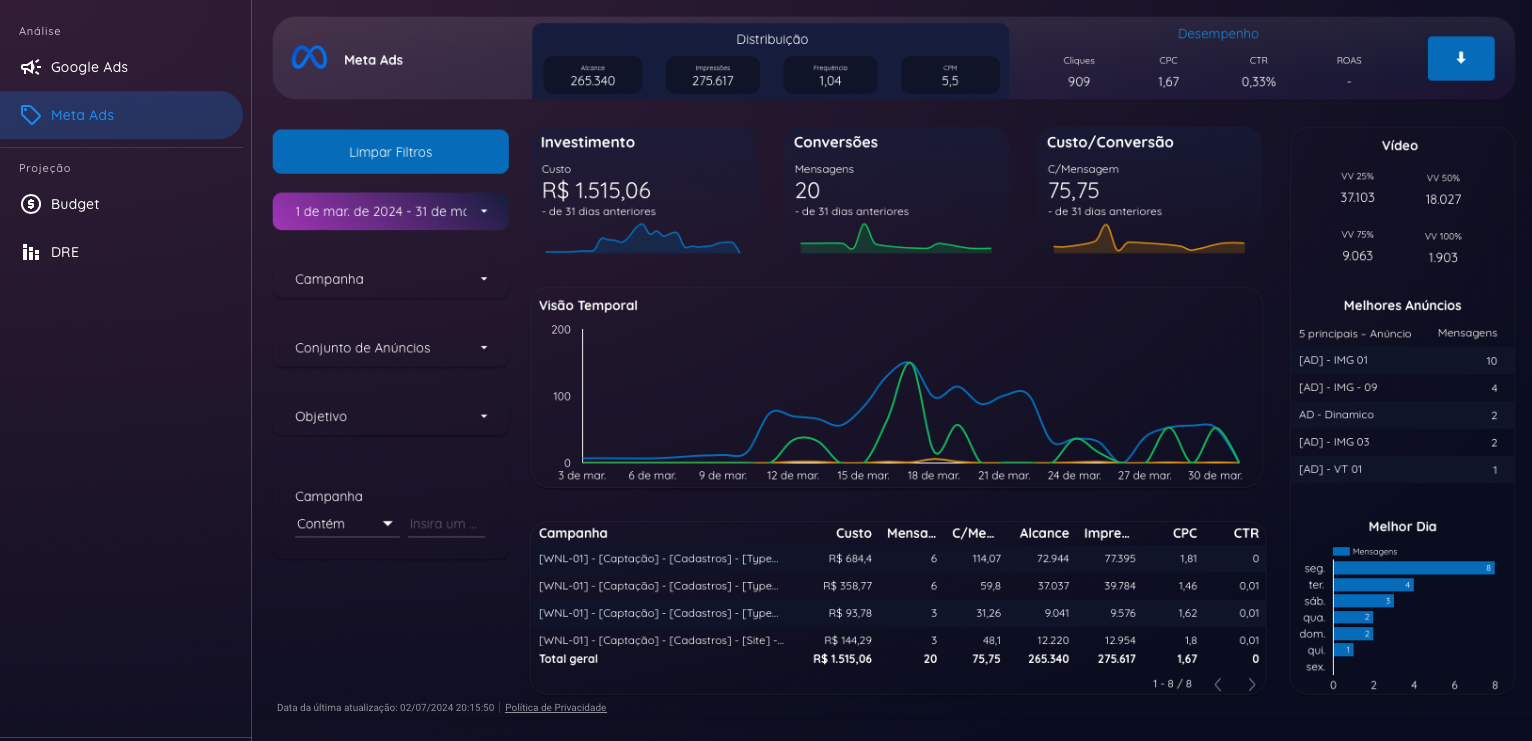 Análise
Google Ads
Meta Ads
Projeção
Budget
DRE
Meta Ads
Distribuição
Alcance
265.340
Impressões
275.617
Frequência
1,04
CPM
5,5
Desempenho
Cliques
909
CPC
1,67
CTR
0,33%
ROAS
-
Limpar Filtros
1 de mar. de 2024 - 31 de ma
Campanha
Conjunto de Anúncios
Objetivo
Campanha
Contém
Insira um ...
Investimento
Custo
R$ 1.515,06
- de 31 dias anteriores
Conversões
Mensagens
20
- de 31 dias anteriores
Custo/Conversão
C/Mensagem
75,75
- de 31 dias anteriores
Visão Temporal
200
100
0
3 de mar. 6 de mar. 9 de mar. 12 de mar. 15 de mar. 18 de mar. 21 de mar. 24 de mar. 27 de mar. 30 de mar.
Campanha Custo Mensa... C/Me... Alcance Impre... CPC CTR
[WNL-01] - [Captação] - [Cadastros] - [Type... R$ 684,4 6 114,07 72.944 77.395 1,81 0
[WNL-01] - [Captação] - [Cadastros] - [Type... R$ 358,77 6 59,8 37.037 39.784 1,46 0,01
[WNL-01] - [Captação] - [Cadastros] - [Type... R$ 93,78 3 31,26 9.041 9.576 1,62 0,01
[WNL-01] - [Captação] - [Cadastros] - [Site] -... R$ 144,29 3 48,1 12.220 12.954 1,8 0,01
Total geral R$ 1.515,06 20 75,75 265.340 275.617 1,67 0
1 - 8 / 8
Vídeo
VV 25%
37.103
VV 50%
18.027
VV 75%
9.063
VV 100%
1.903
Melhores Anúncios
5 principais – Anúncio Mensagens
[AD] - IMG 01 10
[AD] - IMG - 09 4
AD - Dinamico 2
[AD] - IMG 03 2
[AD] - VT 01 1
Melhor Dia
Mensagens
seg. 8
ter. 4
sáb. 3
qua. 2
dom. 2
qui. 1
sex.
0 2 4 6 8
Data da última atualização: 02/07/2024 20:15:50 | Política de Privacidade